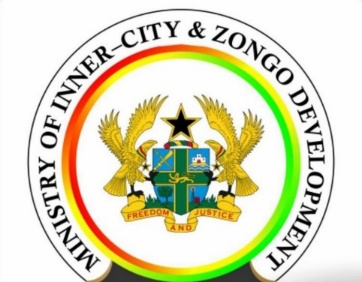 MINISTRY OF INNER-CITY & ZONGO DEVELOPMENT
FREEDOM AND JUSTICE